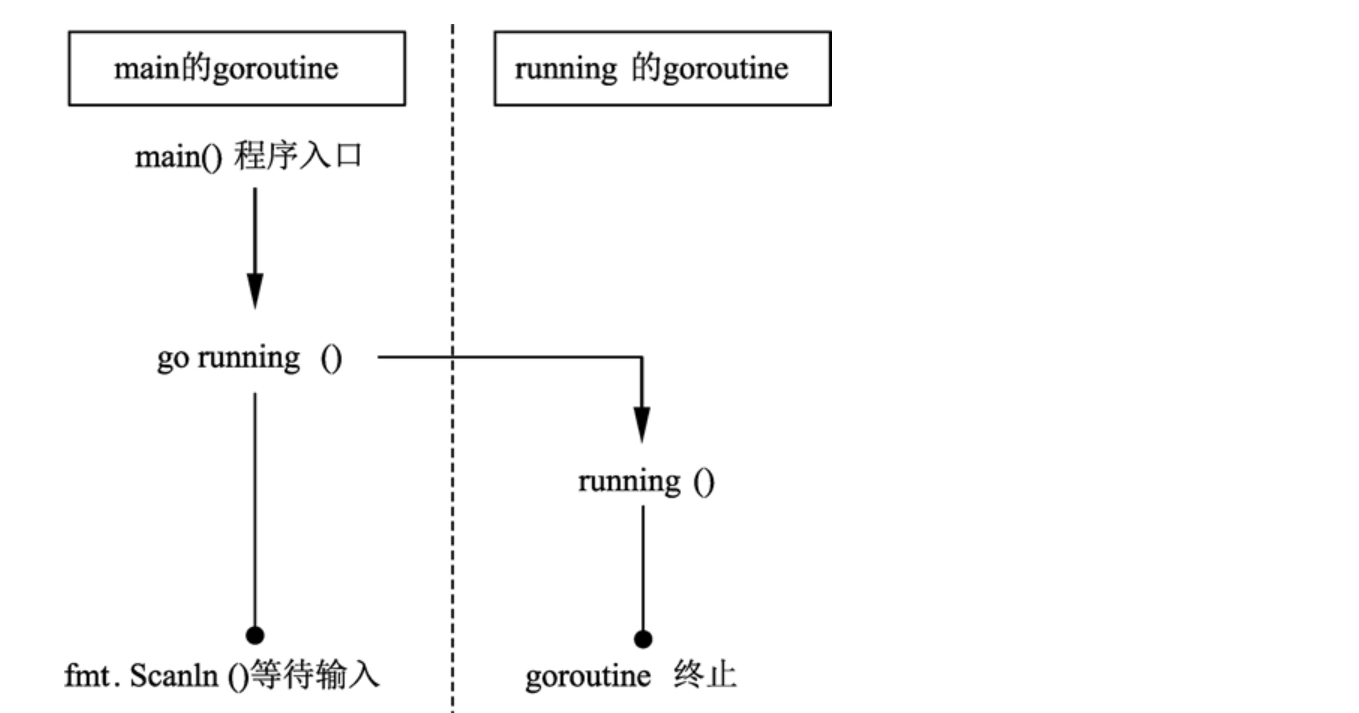 main的goroutine
running 的goroutine
main() 程序入口
go running ()
running ()
fmt. Scanln ()等待输入
goroutine 终止